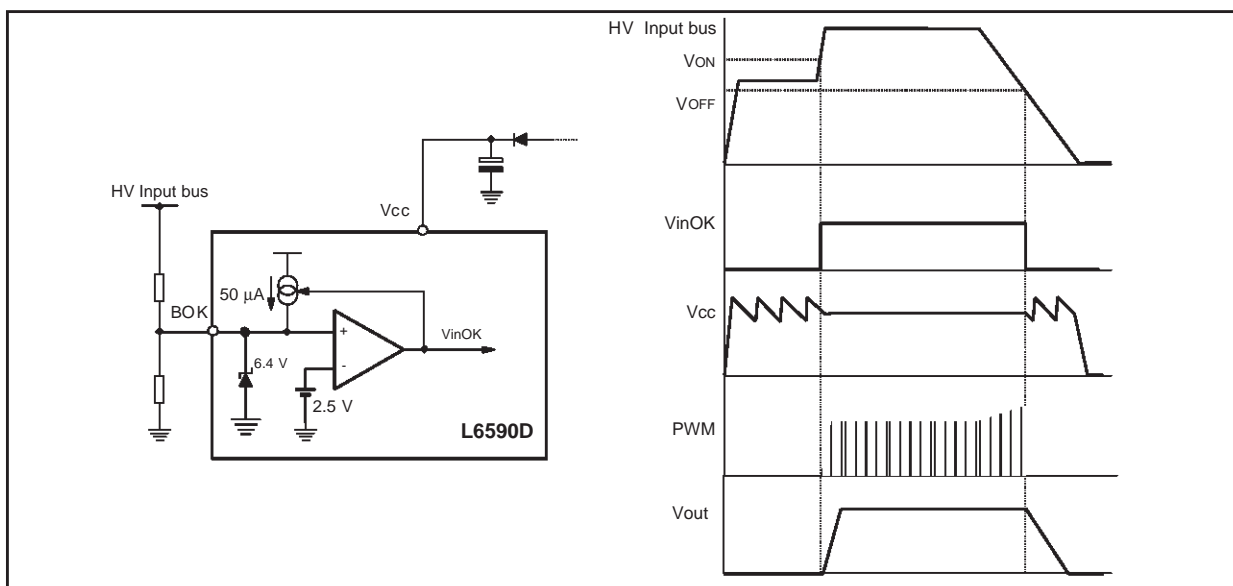 HV Input bus
Vcc
50 µA
BOK
+
-
6.4 V
2.5 V
VinOK
L6590D
HV Input bus
VON
VOFF
VinOK
Vcc
PWM
Vout